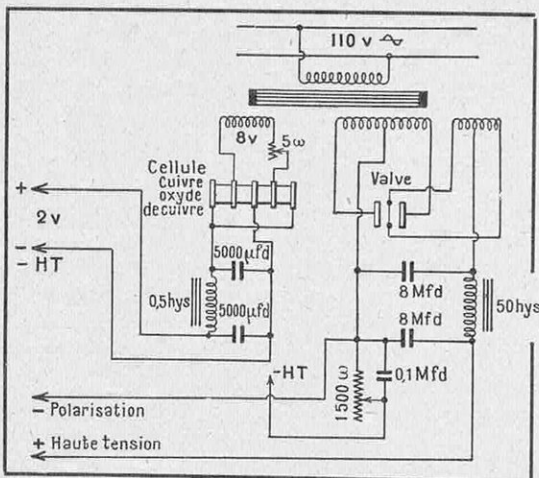 110 v
8v
5ω
Cellule
Cuivre
oxyde
de cuivre
Valve
+
2 v
-
- HT
5000 μfd
0,5 hys
5000 μfd
8 Mfd
50 hys
8 Mfd
-HT
0,1 Mfd
1500 ω
- Polarisation
+ Haute tension